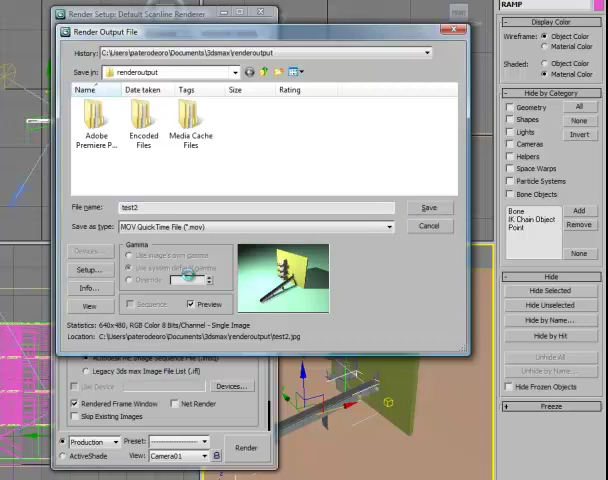 Render Setup: Default Scanline Renderer
RAMP
Render Output File
FRONT
History: C:\Users\paterodeoro\Documents\3dsmax\renderoutput
Save in: renderoutput
Name Date taken Tags Size Rating
Adobe Premiere P...
Encoded Files
Media Cache Files
File name: test2
Save
Save as type: MOV QuickTime File (*.mov)
Cancel
Devices...
Setup...
Info...
View
Gamma
Use image's own gamma
Use system default gamma
Override
Sequence
Preview
Statistics: 640x480, RGB Color 8 Bits/Channel - Single Image
Location: C:\paterodeoro\Documents\3dsmax\renderoutput\test2.jpg
Legacy 3ds max Image File List (.ifl)
Use Device
Devices...
Rendered Frame Window
Net Render
Skip Existing Images
Production
Preset:
Render
ActiveShade
View: Camera01
Display Color
Wireframe: Object Color
Material Color
Shaded: Object Color
Material Color
Hide by Category
Geometry
All
Shapes
None
Lights
Invert
Cameras
Helpers
Space Warps
Particle Systems
Bone Objects
Bone
Add
IK Chain Object
Remove
Point
None
Hide
Hide Selected
Hide Unselected
Hide by Name...
Hide by Hit
Unhide All
Unhide by Name...
Hide Frozen Objects
Freeze